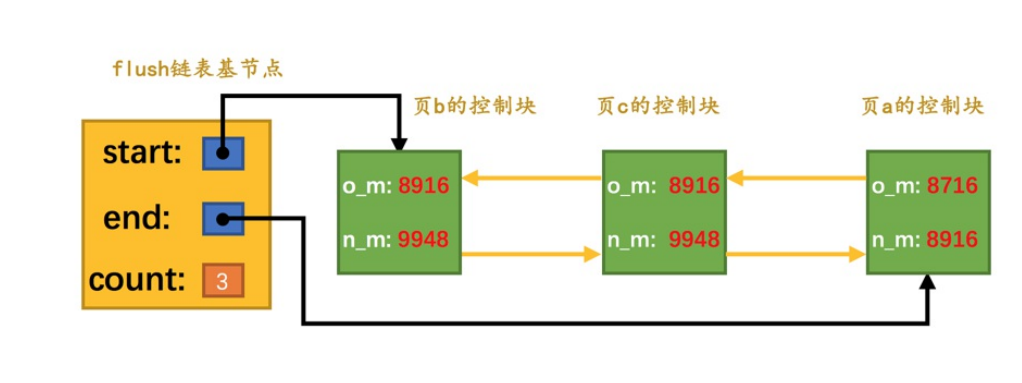 flush链表基节点
页b的控制块
页c的控制块
页a的控制块
start:
end:
count: 3
o_m: 8916
n_m: 9948
o_m: 8916
n_m: 9948
o_m: 8716
n_m: 8916